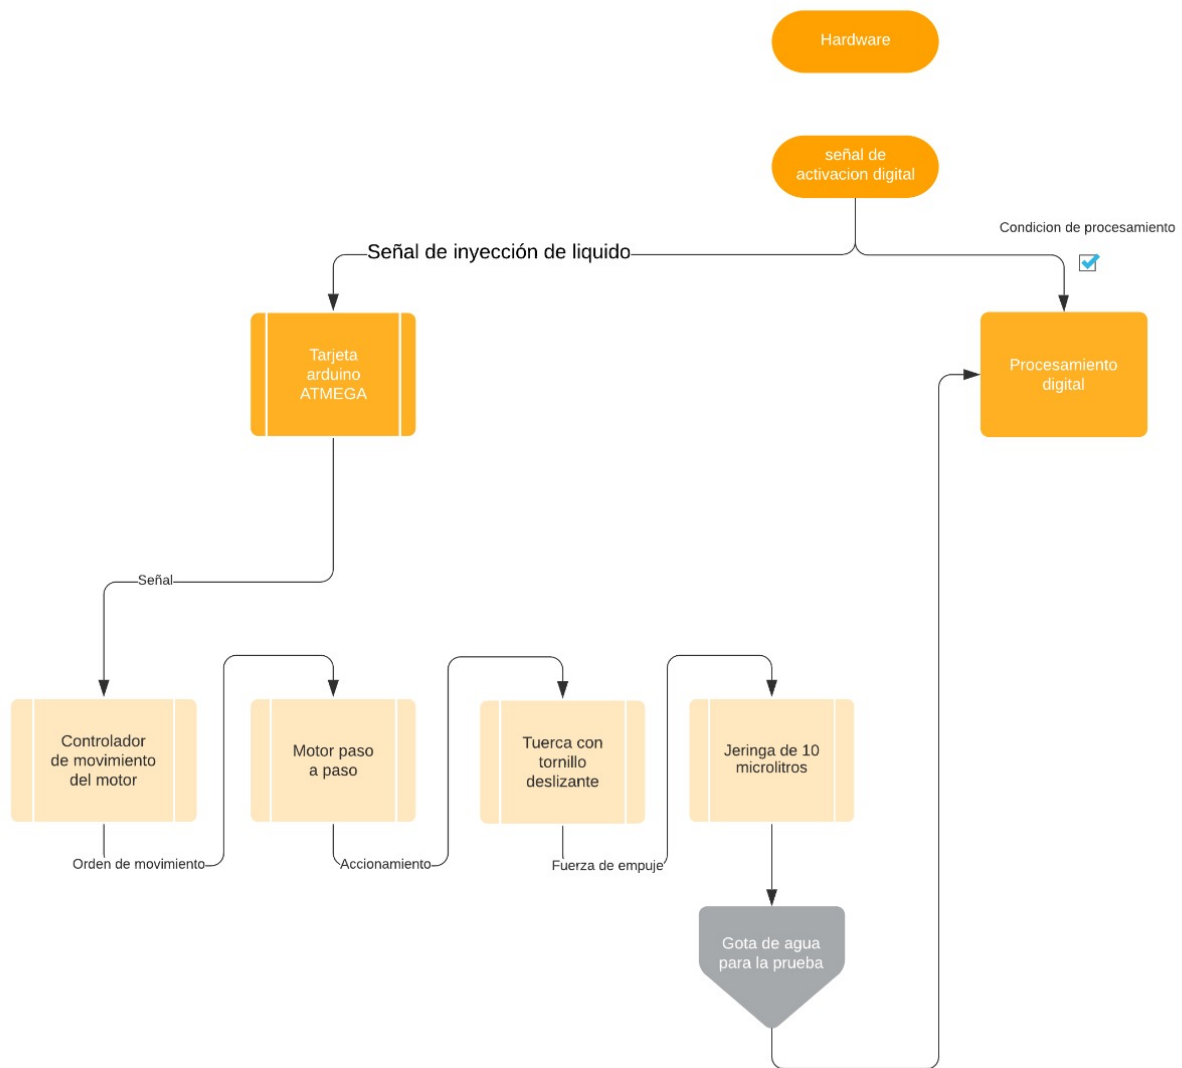 Hardware
señal de
activacion digital
Condicion de procesamiento
Señal de inyección de liquido
Tarjeta
arduino
ATMEGA
Procesamiento
digital
Señal
Controlador
de movimiento
del motor
Motor paso
a paso
Tuerca con
tornillo
deslizante
Jeringa de 10
microlitros
Orden de movimiento
Accionamiento
Fuerza de empuje
Gota de agua
para la prueba